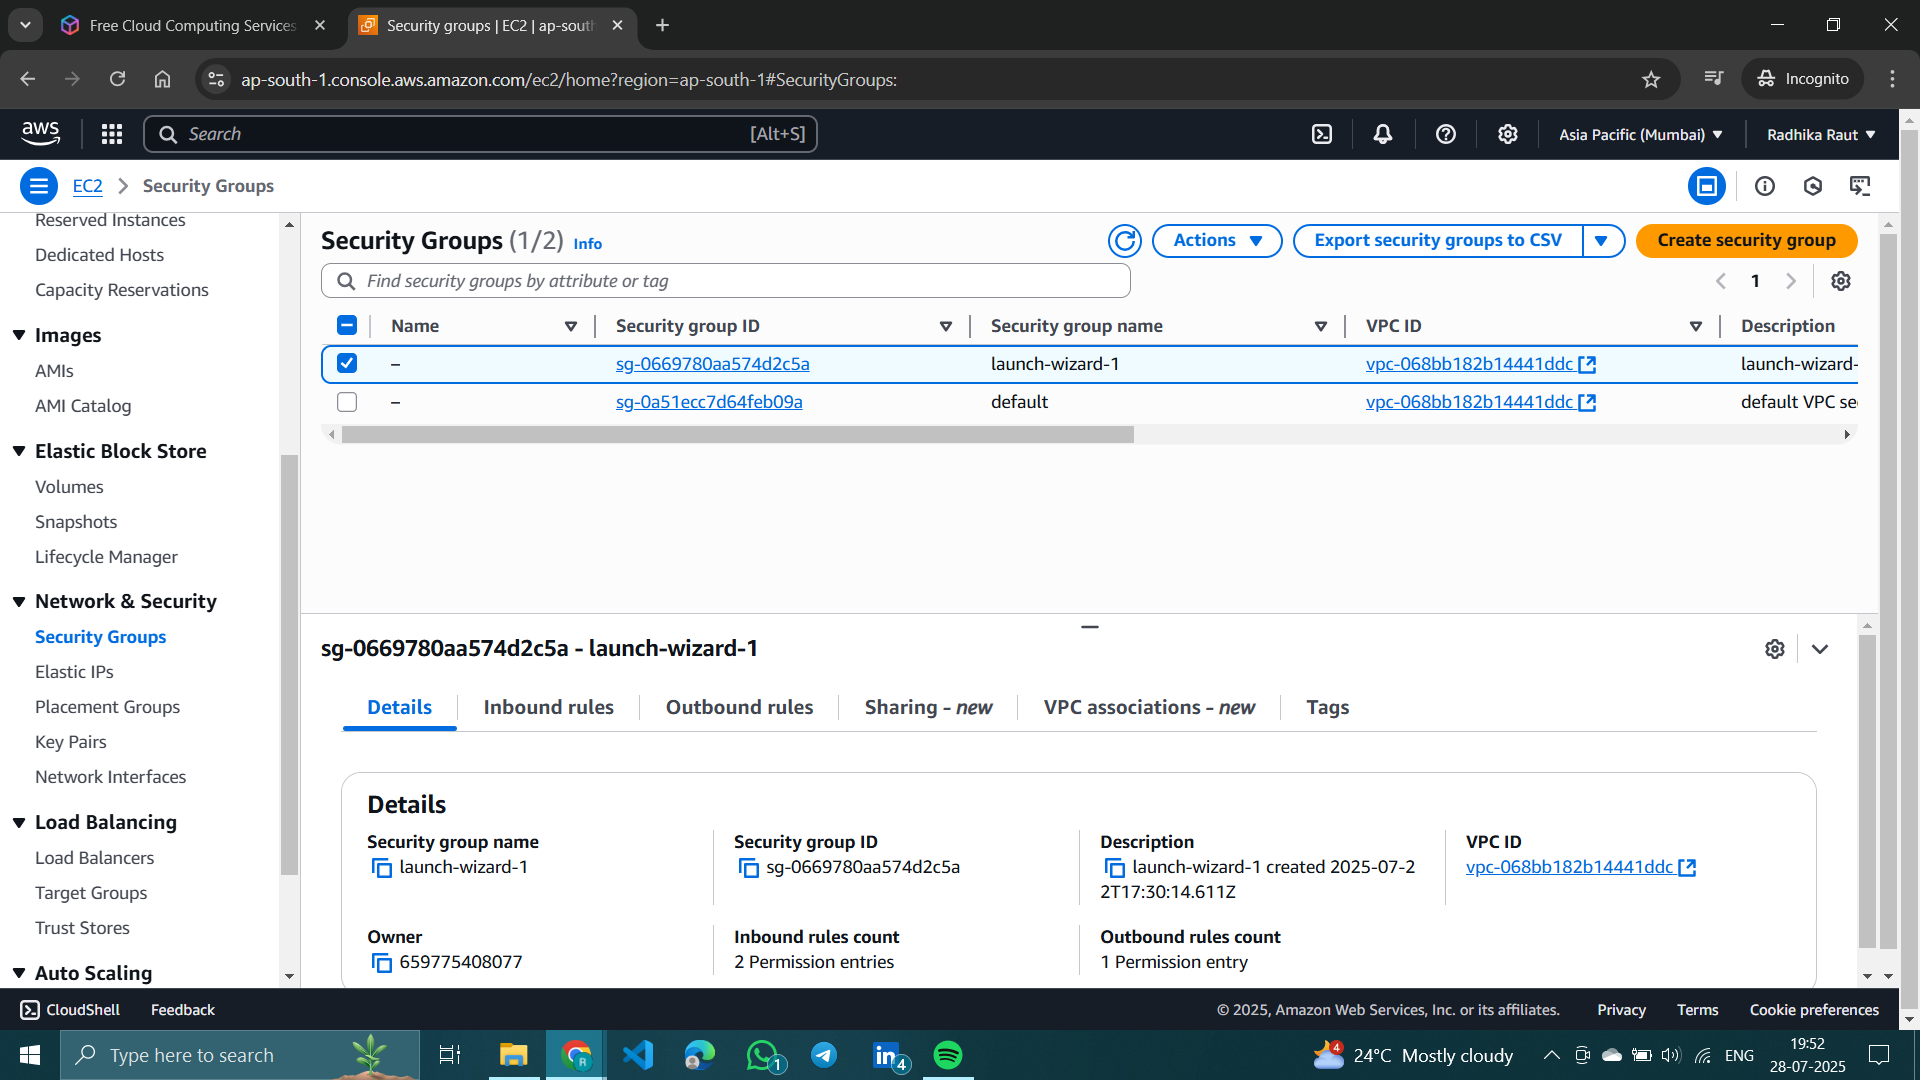 Free Cloud Computing Services
Security groups | EC2 | ap-south
ap-south-1.console.aws.amazon.com/ec2/home?region=ap-south-1#SecurityGroups:
Incognito
aws
Search
[Alt+S]
Asia Pacific (Mumbai)
Radhika Raut
EC2
Security Groups
Reserved Instances
Dedicated Hosts
Capacity Reservations
Images
AMIs
AMI Catalog
Elastic Block Store
Volumes
Snapshots
Lifecycle Manager
Network & Security
Security Groups
Elastic IPs
Placement Groups
Key Pairs
Network Interfaces
Load Balancing
Load Balancers
Target Groups
Trust Stores
Auto Scaling
Security Groups (1/2) Info
Actions
Export security groups to CSV
Create security group
Find security groups by attribute or tag
1
Name Security group ID Security group name VPC ID Description
– sg-0669780aa574d2c5a launch-wizard-1 vpc-068bb182b14441ddc launch-wizard-
– sg-0a51ecc7d64feb09a default vpc-068bb182b14441ddc default VPC se
sg-0669780aa574d2c5a - launch-wizard-1
Details Inbound rules Outbound rules Sharing - new VPC associations - new Tags
Details
Security group name
launch-wizard-1
Security group ID
sg-0669780aa574d2c5a
Description
launch-wizard-1 created 2025-07-2
2T17:30:14.611Z
VPC ID
vpc-068bb182b14441ddc
Owner
659775408077
Inbound rules count
2 Permission entries
Outbound rules count
1 Permission entry
CloudShell
Feedback
© 2025, Amazon Web Services, Inc. or its affiliates.
Privacy
Terms
Cookie preferences
Type here to search
R
1
in
4
4
24°C Mostly cloudy
ENG
19:52
28-07-2025